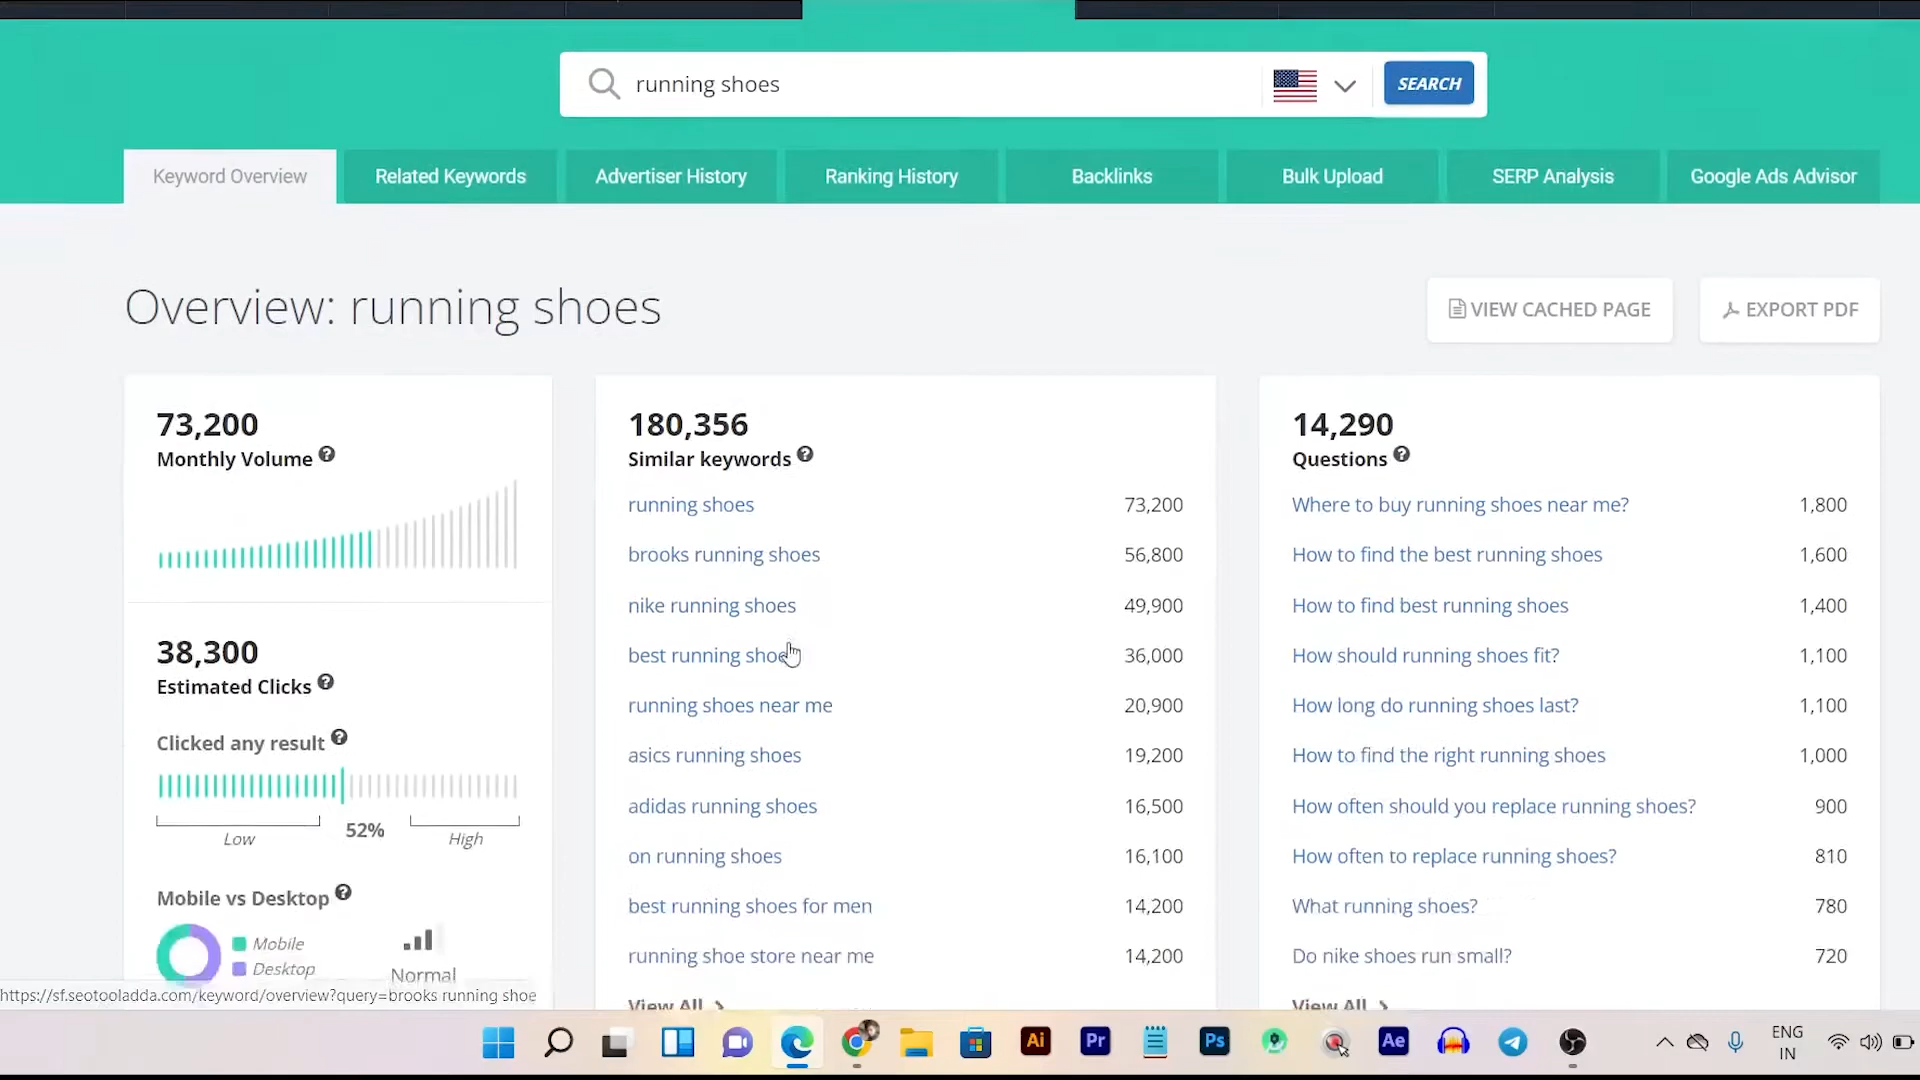 running shoes
SEARCH
Keyword Overview
Related Keywords
Advertiser History
Ranking History
Backlinks
Bulk Upload
SERP Analysis
Google Ads Advisor
Overview: running shoes
VIEW CACHED PAGE
EXPORT PDF
73,200
Monthly Volume ?
38,300
Estimated Clicks ?
Clicked any result ?
52%
Low
High
Mobile vs Desktop ?
Mobile
Desktop
Normal
180,356
Similar keywords ?
running shoes 73,200
brooks running shoes 56,800
nike running shoes 49,900
best running shoes 36,000
running shoes near me 20,900
asics running shoes 19,200
adidas running shoes 16,500
on running shoes 16,100
best running shoes for men 14,200
running shoe store near me 14,200
View All >
14,290
Questions ?
Where to buy running shoes near me? 1,800
How to find the best running shoes 1,600
How to find best running shoes 1,400
How should running shoes fit? 1,100
How long do running shoes last? 1,100
How to find the right running shoes 1,000
How often should you replace running shoes? 900
How often to replace running shoes? 810
What running shoes? 780
Do nike shoes run small? 720
View All >
https://sf.seotooladda.com/keyword/overview?query=brooks running shoe
Ai
Pr
Ps
Ae
ENG
IN